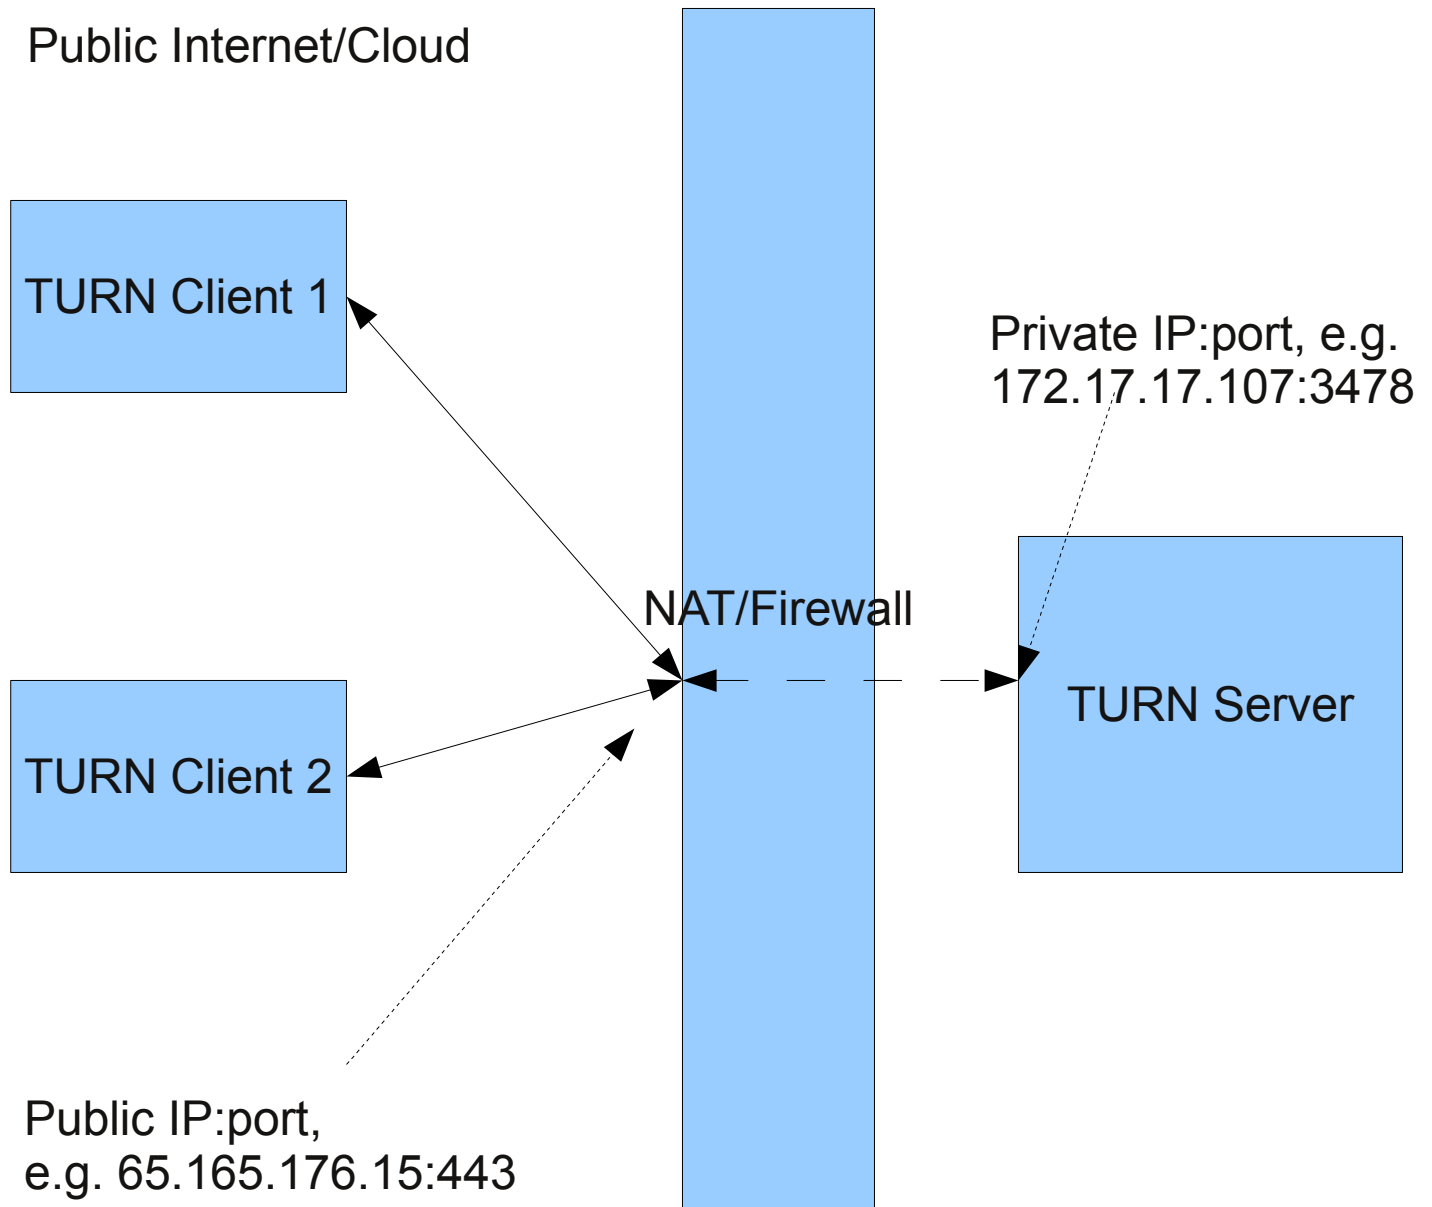 Public Internet/Cloud
TURN Client 1
Private IP:port, e.g.
172.17.17.107:3478
NAT/Firewall
TURN Server
TURN Client 2
Public IP:port,
e.g. 65.165.176.15:443